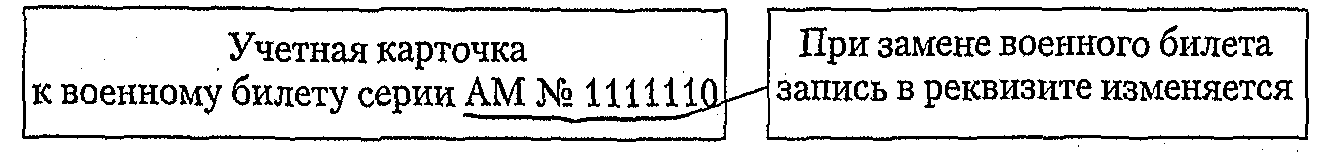 Учетная карточка
к военному билету серии АМ № 1111110
При замене военного билета
запись в реквизите изменяется